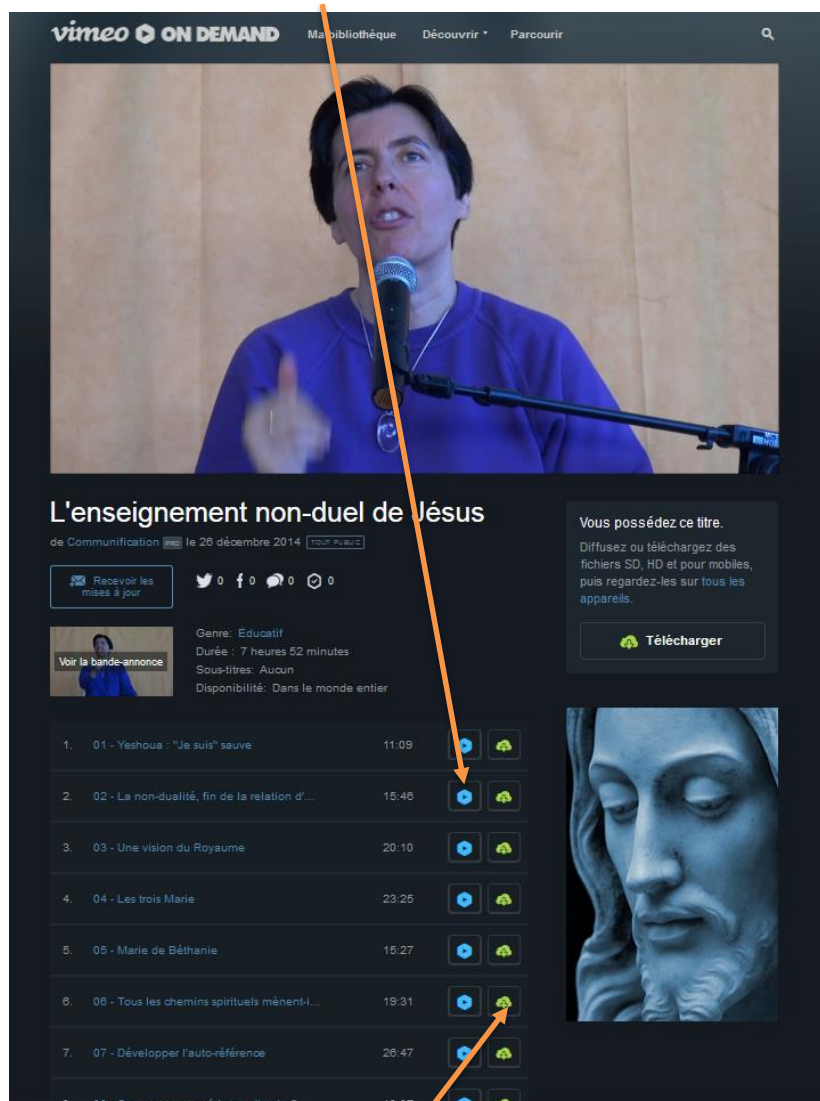 vimeo ON DEMAND
Ma bibliothèque Découvrir Parcourir
L'enseignement non-duel de Jésus
de Communification PRO le 26 décembre 2014 TOUT PUBLIC
Recevoir les
mises à jour
0 0 0 0
Voir la bande-annonce
Genre: Éducatif
Durée : 7 heures 52 minutes
Sous-titres: Aucun
Disponibilité: Dans le monde entier
Vous possédez ce titre.
Diffusez ou téléchargez des
fichiers SD, HD et pour mobiles,
puis regardez-les sur tous les
appareils.
Télécharger
1. 01 - Yeshoua : "Je suis" sauve 11:09
2. 02 - La non-dualité, fin de la relation d'... 15:46
3. 03 - Une vision du Royaume 20:10
4. 04 - Les trois Marie 23:25
5. 05 - Marie de Béthanie 15:27
6. 06 - Tous les chemins spirituels mènent-i... 19:31
7. 07 - Développer l'auto-référence 26:47